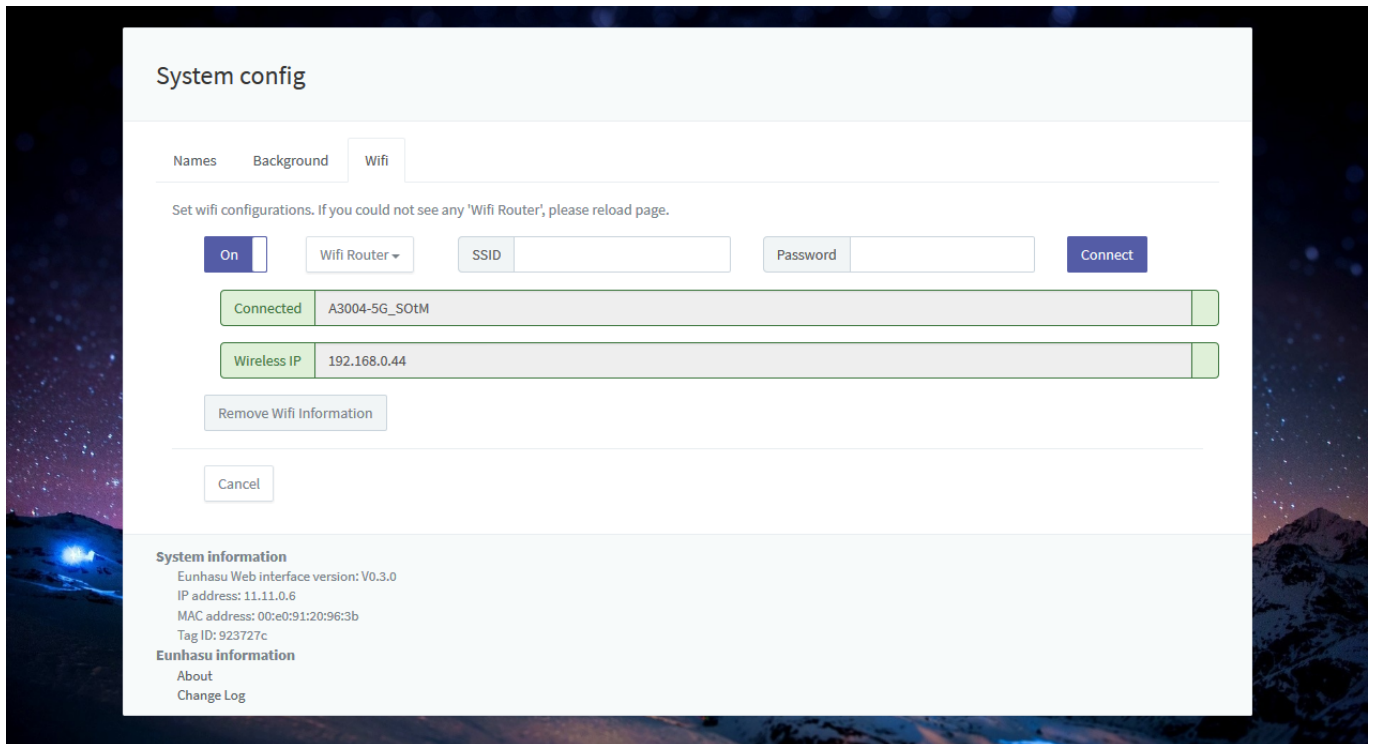 System config
Names Background Wifi
Set wifi configurations. If you could not see any 'Wifi Router', please reload page.
On Wifi Router SSID Password Connect
Connected A3004-5G_SOtM
Wireless IP 192.168.0.44
Remove Wifi Information
Cancel
System information
Eunhasu Web interface version: V0.3.0
IP address: 11.11.0.6
MAC address: 00:e0:91:20:96:3b
Tag ID: 923727c
Eunhasu information
About
Change Log